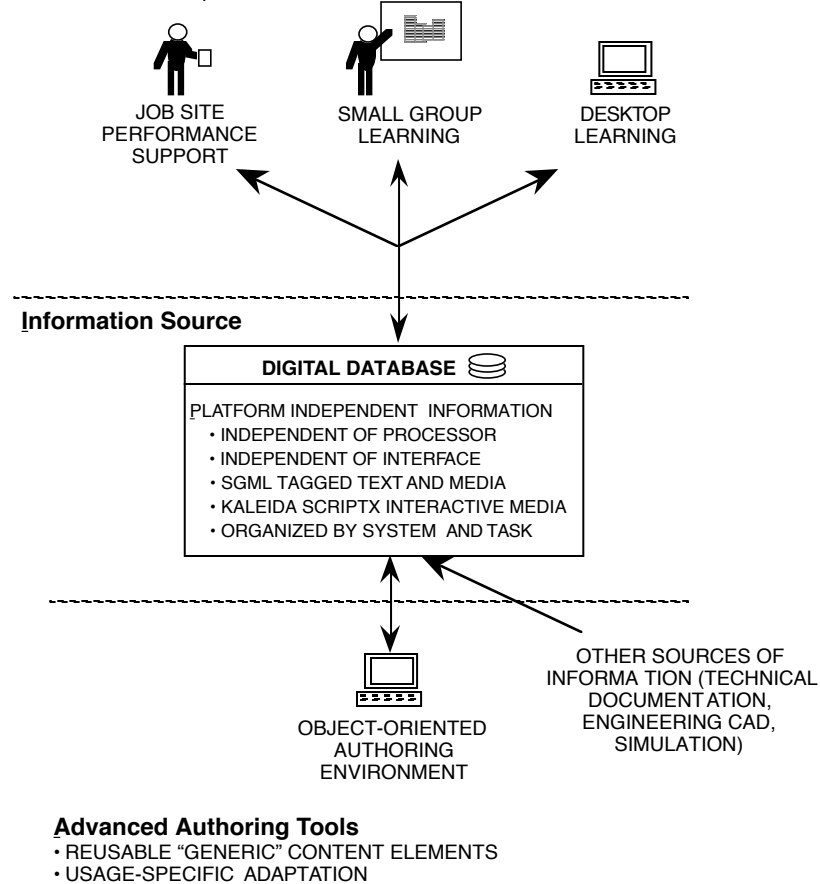 JOB SITE
PERFORMANCE
SUPPORT
SMALL GROUP
LEARNING
DESKTOP
LEARNING
Information Source
DIGITAL DATABASE
PLATFORM INDEPENDENT INFORMATION
• INDEPENDENT OF PROCESSOR
• INDEPENDENT OF INTERFACE
• SGML TAGGED TEXT AND MEDIA
• KALEIDA SCRIPTX INTERACTIVE MEDIA
• ORGANIZED BY SYSTEM AND TASK
OBJECT-ORIENTED
AUTHORING
ENVIRONMENT
OTHER SOURCES OF
INFORMA TION (TECHNICAL
DOCUMENTATION,
ENGINEERING CAD,
SIMULATION)
Advanced Authoring Tools
• REUSABLE “GENERIC” CONTENT ELEMENTS
• USAGE-SPECIFIC ADAPTATION